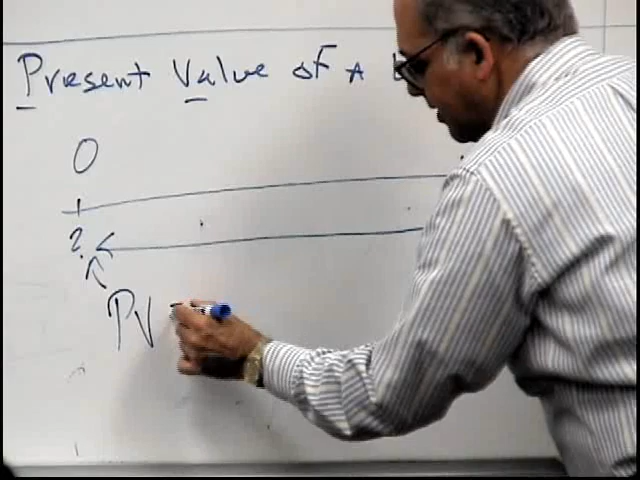 Present Value of A
0
?
PV =